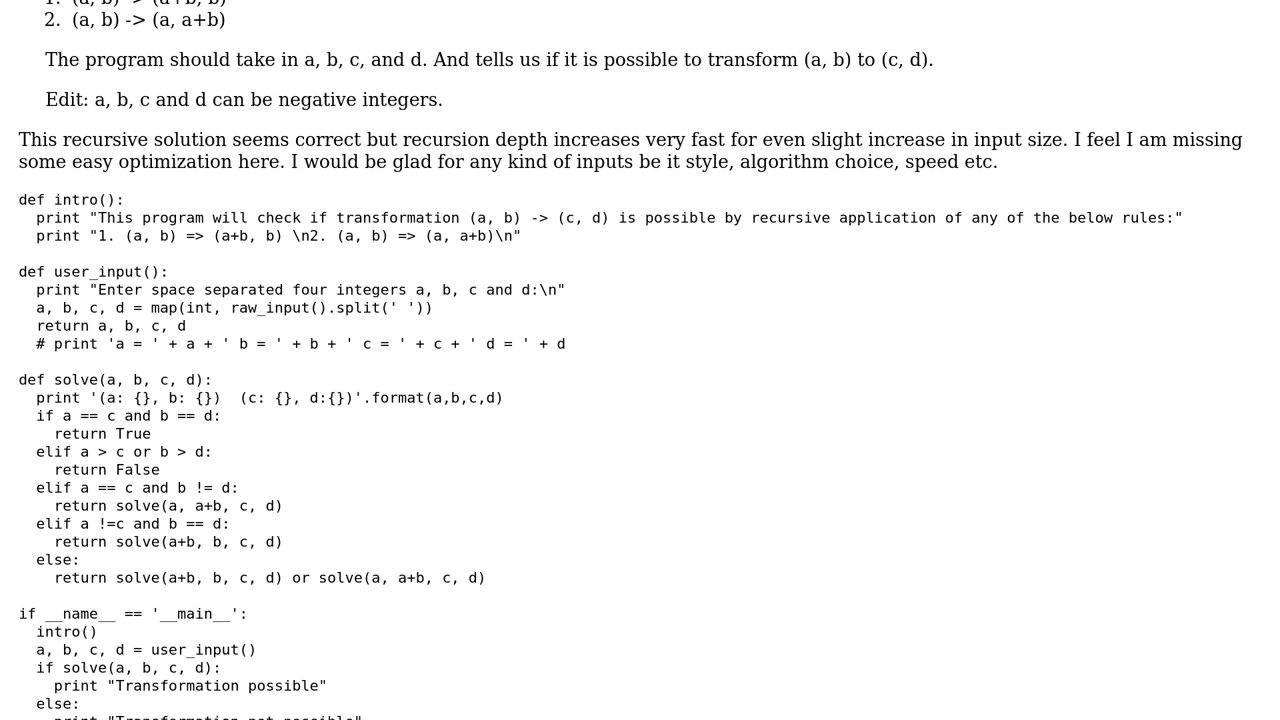 1. (a, b) -> (a+b, b)
2. (a, b) -> (a, a+b)
The program should take in a, b, c, and d. And tells us if it is possible to transform (a, b) to (c, d).
Edit: a, b, c and d can be negative integers.
This recursive solution seems correct but recursion depth increases very fast for even slight increase in input size. I feel I am missing
some easy optimization here. I would be glad for any kind of inputs be it style, algorithm choice, speed etc.
def intro():
  print "This program will check if transformation (a, b) -> (c, d) is possible by recursive application of any of the below rules:"
  print "1. (a, b) => (a+b, b) \n2. (a, b) => (a, a+b)\n"
def user_input():
  print "Enter space separated four integers a, b, c and d:\n"
  a, b, c, d = map(int, raw_input().split(' '))
  return a, b, c, d
  # print 'a = ' + a + ' b = ' + b + ' c = ' + c + ' d = ' + d
def solve(a, b, c, d):
  print '(a: {}, b: {})  (c: {}, d:{})'.format(a,b,c,d)
  if a == c and b == d:
    return True
  elif a > c or b > d:
    return False
  elif a == c and b != d:
    return solve(a, a+b, c, d)
  elif a !=c and b == d:
    return solve(a+b, b, c, d)
  else:
    return solve(a+b, b, c, d) or solve(a, a+b, c, d)
if __name__ == '__main__':
  intro()
  a, b, c, d = user_input()
  if solve(a, b, c, d):
    print "Transformation possible"
  else:
    print "Transformation not possible"